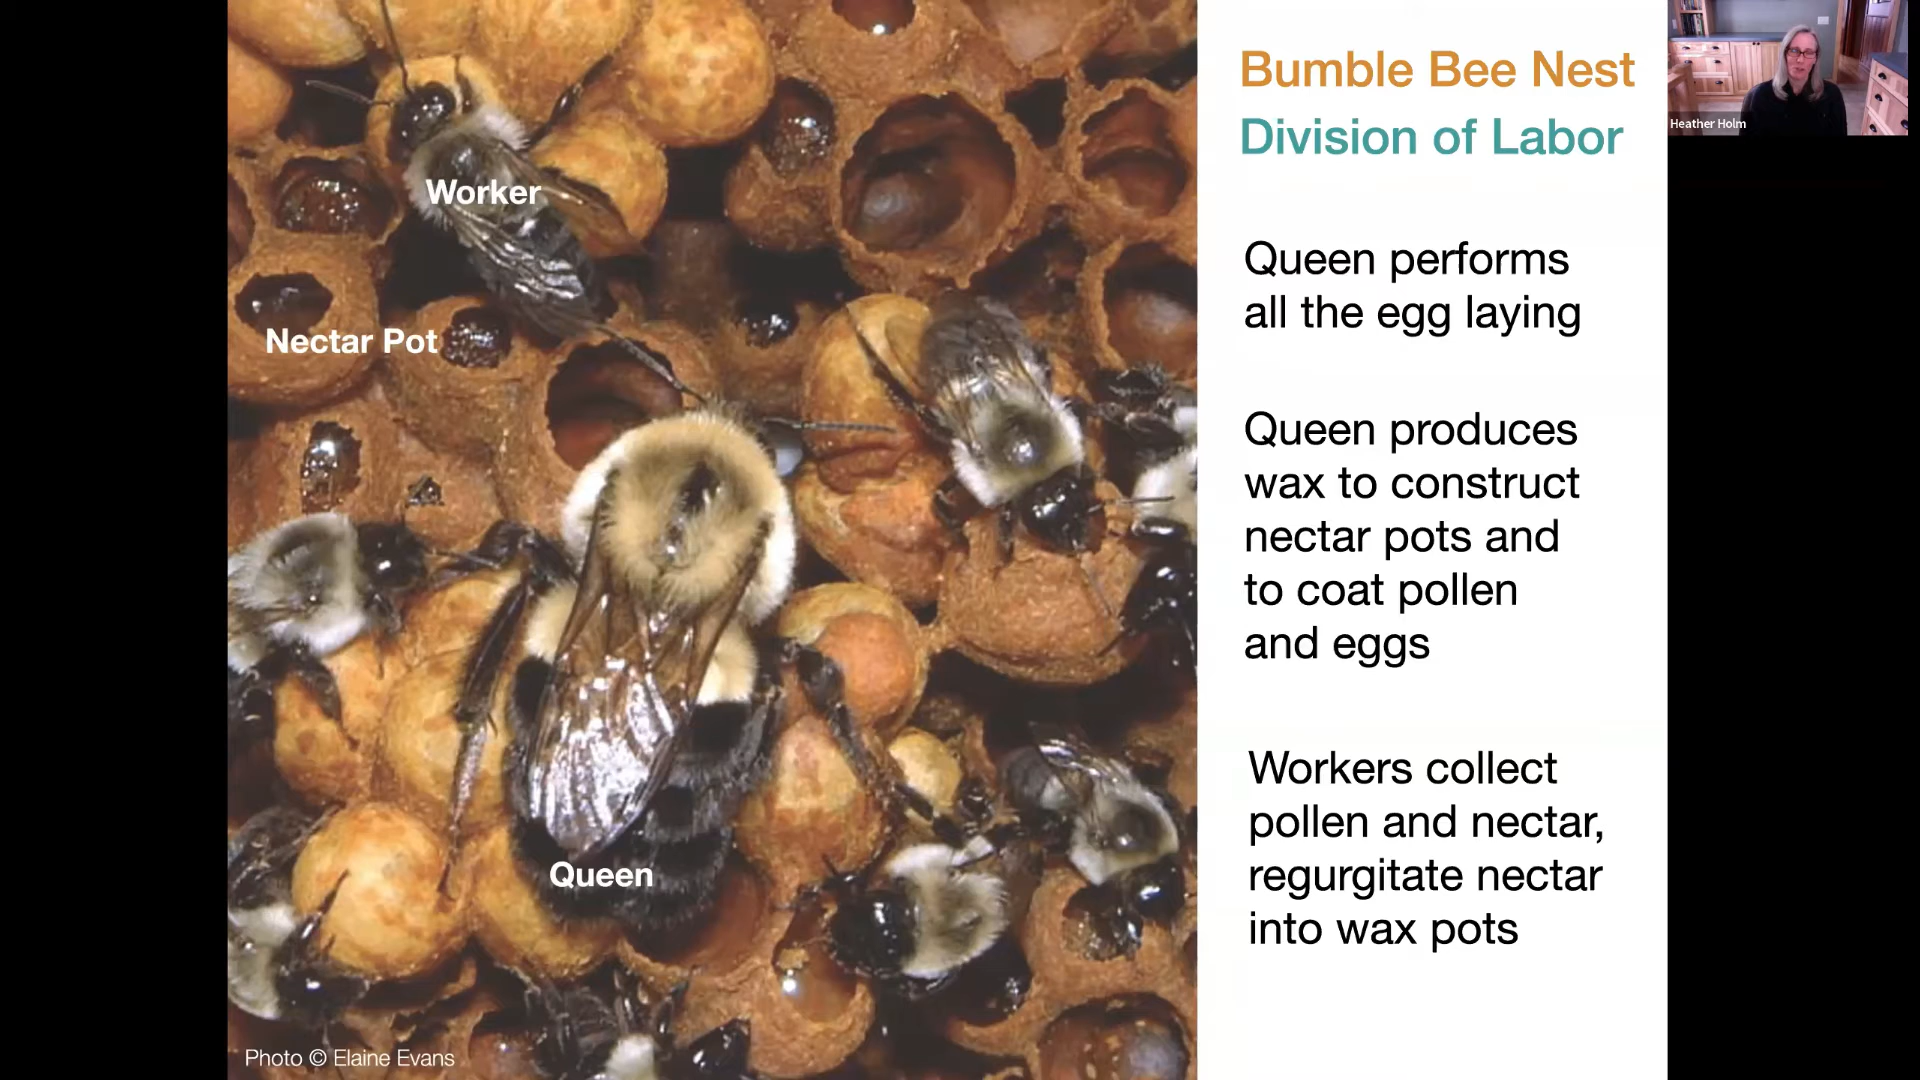 Bumble Bee Nest
Division of Labor
Heather Holm
Worker
Nectar Pot
Queen
Queen performs
all the egg laying
Queen produces
wax to construct
nectar pots and
to coat pollen
and eggs
Workers collect
pollen and nectar,
regurgitate nectar
into wax pots
Photo © Elaine Evans